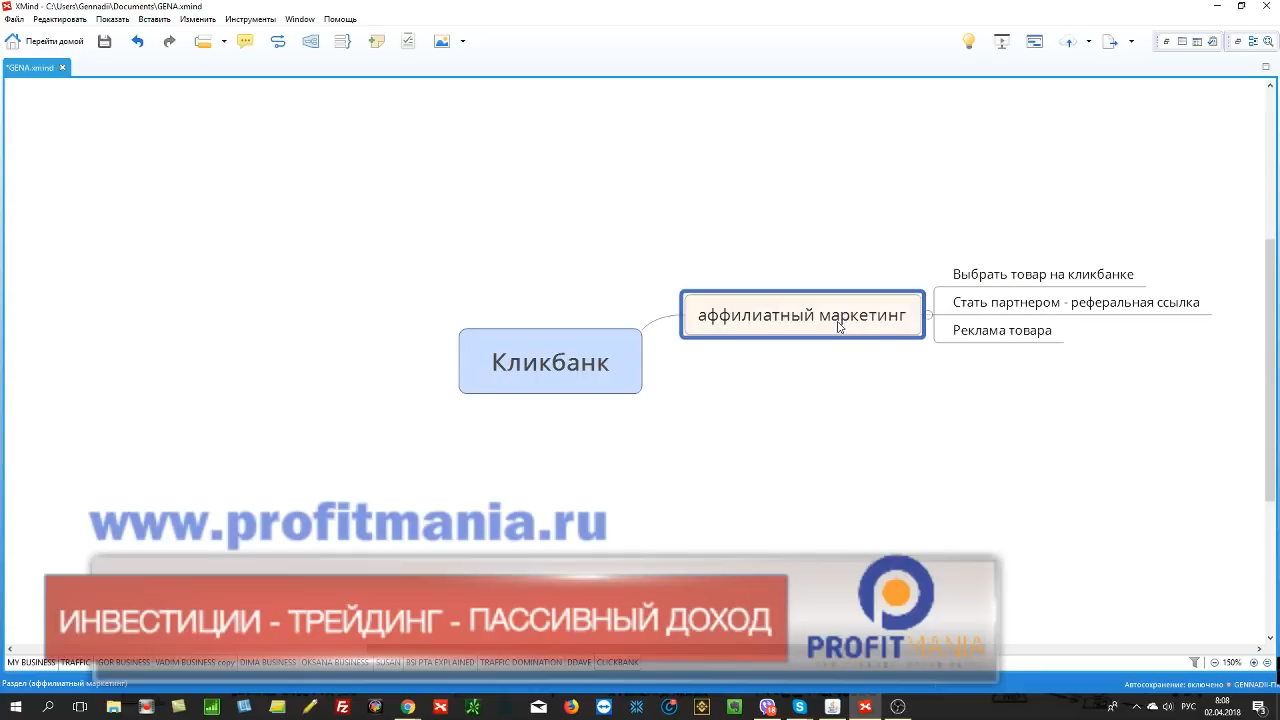 XMind - C:\Users\Gennadii\Documents\GENA.xmind
Файл Редактировать Показать Вставить Изменить Инструменты Window Помощь
Перейти домой
*GENA.xmind
Выбрать товар на кликбанке
аффилиатный маркетинг
Стать партнером - реферальная ссылка
Реклама товара
Кликбанк
www.profitmania.ru
ИНВЕСТИЦИИ - ТРЕЙДИНГ - ПАССИВНЫЙ ДОХОД
PROFITMANIA
MY BUSINESS TRAFFIC IGOR BUSINESS VADIM BUSINESS copy DIMA BUSINESS OKSANA BUSINESS SUSAN BSI PTA EXPLAINED TRAFFIC DOMINATION DDAVE CLICKBANK
150%
Раздел (аффилиатный маркетинг)
Автосохранение: включено
РУС
8:08
02.04.2018